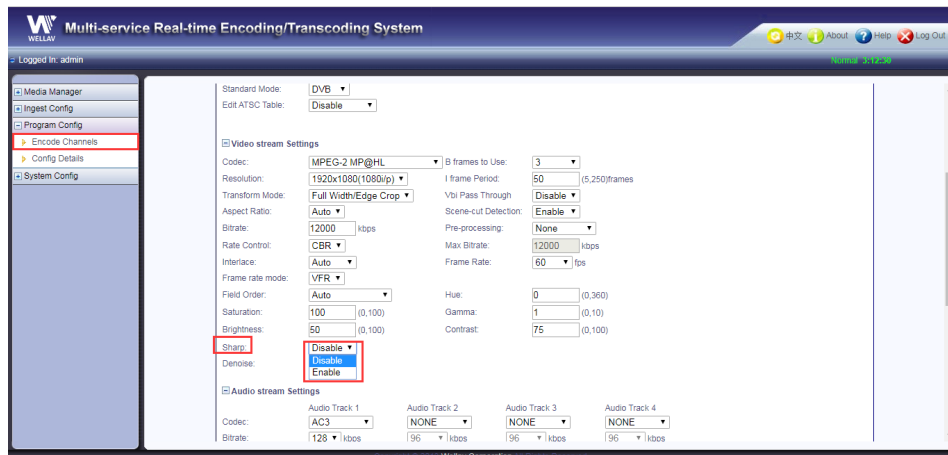 WELLAV Multi-service Real-time Encoding/Transcoding System
中文 About Help Log Out
Logged In: admin Normal 3:12:30
Media Manager
Ingest Config
Program Config
Encode Channels
Config Details
System Config
Standard Mode: DVB
Edit ATSC Table: Disable
Video stream Settings
Codec: MPEG-2 MP@HL B frames to Use: 3
Resolution: 1920x1080(1080i/p) I frame Period: 50 (5,250)frames
Transform Mode: Full Width/Edge Crop Vbi Pass Through Disable
Aspect Ratio: Auto Scene-cut Detection: Enable
Bitrate: 12000 kbps Pre-processing: None
Rate Control: CBR Max Bitrate: 12000 kbps
Interlace: Auto Frame Rate: 60 fps
Frame rate mode: VFR
Field Order: Auto Hue: 0 (0,360)
Saturation: 100 (0,100) Gamma: 1 (0,10)
Brightness: 50 (0,100) Contrast: 75 (0,100)
Sharp: Disable
Disable
Denoise:
Enable
Audio stream Settings
Audio Track 1 Audio Track 2 Audio Track 3 Audio Track 4
Codec: AC3 NONE NONE NONE
Bitrate: 128 kbps 96 kbps 96 kbps 96 kbps